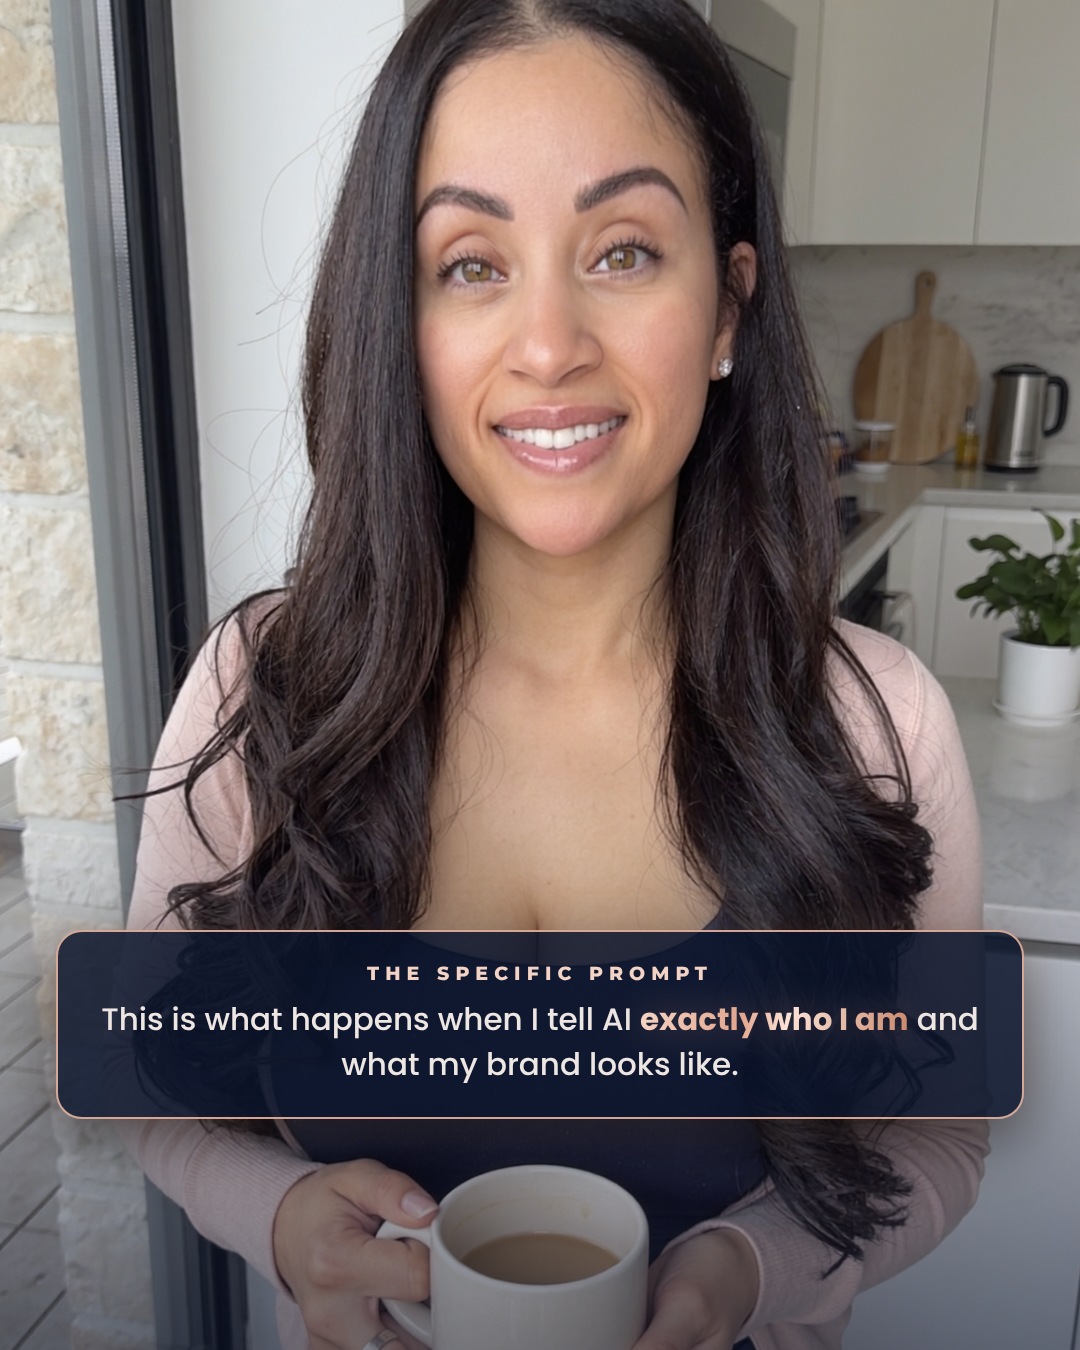 THE SPECIFIC PROMPT
This is what happens when I tell AI exactly who I am and
what my brand looks like.